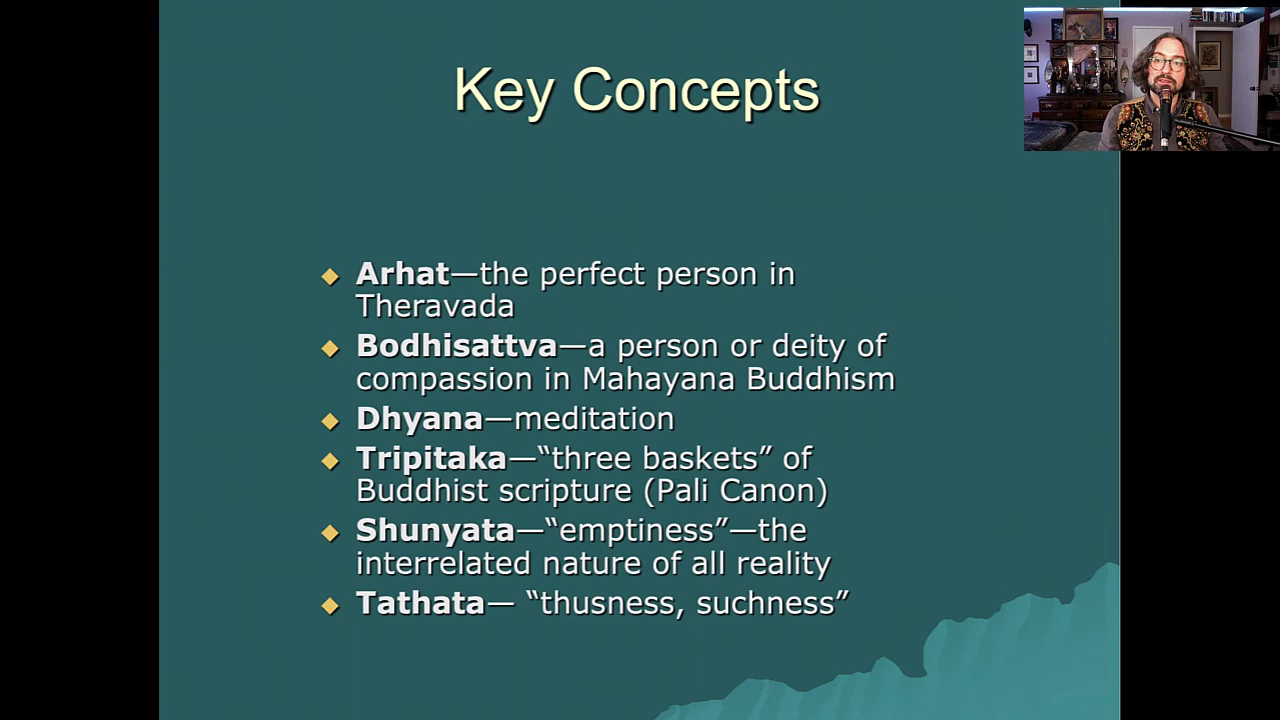 Key Concepts
Arhat—the perfect person in
Theravada
Bodhisattva—a person or deity of
compassion in Mahayana Buddhism
Dhyana—meditation
Tripitaka—“three baskets” of
Buddhist scripture (Pali Canon)
Shunyata—“emptiness”—the
interrelated nature of all reality
Tathata— “thusness, suchness”